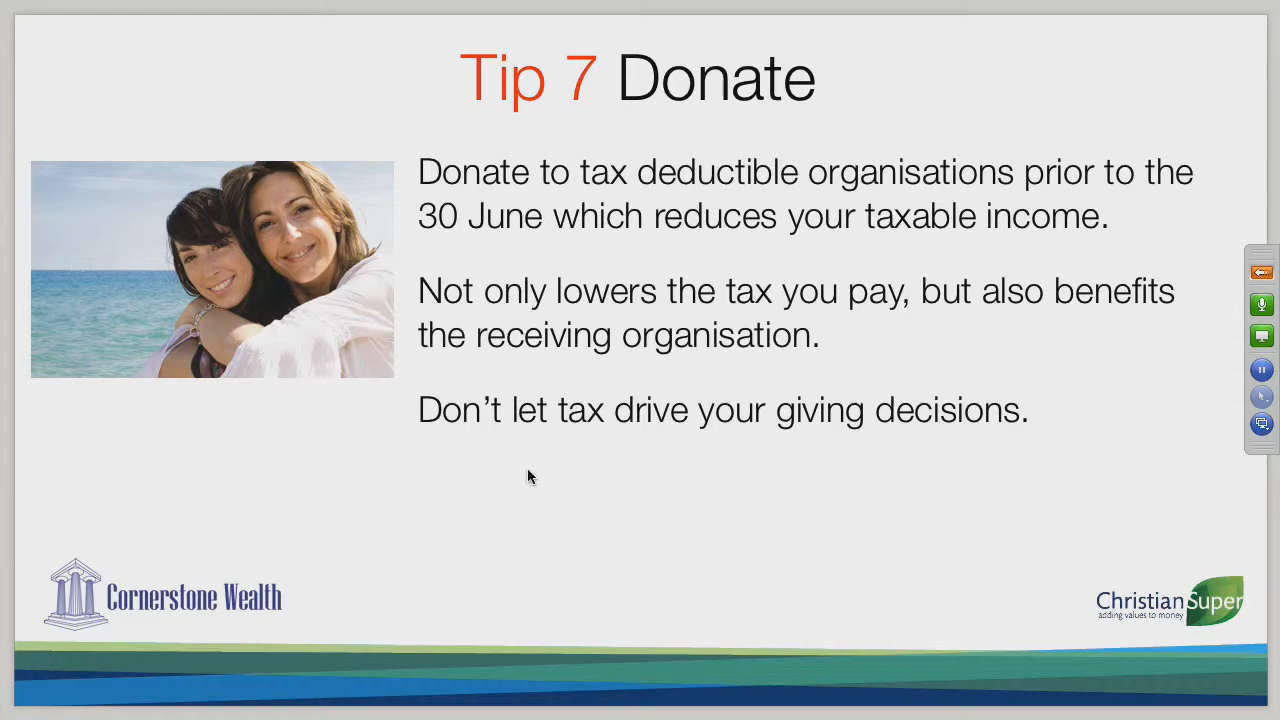 Tip 7 Donate
Donate to tax deductible organisations prior to the
30 June which reduces your taxable income.
Not only lowers the tax you pay, but also benefits
the receiving organisation.
Don't let tax drive your giving decisions.
Cornerstone Wealth
ChristianSuper
adding values to money